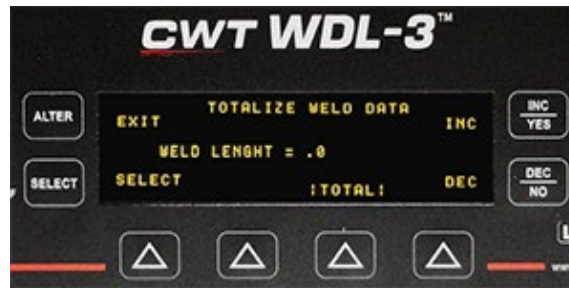 CWT WDL-3™
ALTER
EXIT
TOTALIZE WELD DATA
INC
INC
YES
WELD LENGHT = .0
SELECT
SELECT
¦TOTAL¦
DEC
DEC
NO